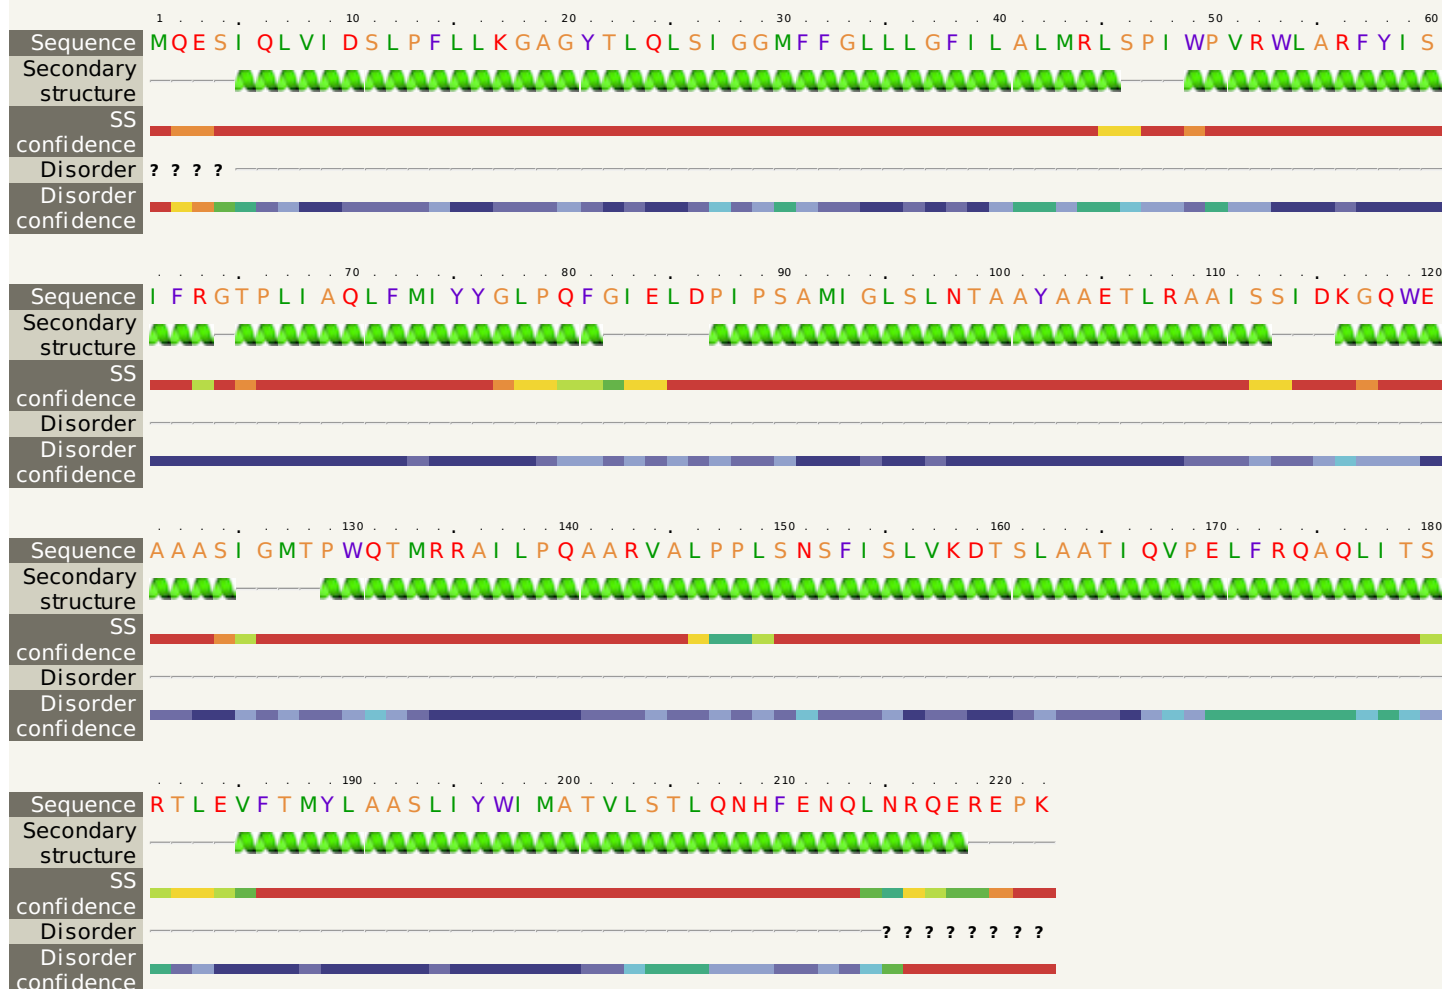 1 . . . . . . . . 10 . . . . . . . . . 20 . . . . . . . . . 30 . . . . . . . . . 40 . . . . . . . . . 50 . . . . . . . . . 60
Sequence MQESIQLVIDSLPFLLKGAGYTLQLSIGGMFFGLLLGFILALMRLSPIWPVRWLARFYIS
Secondary
structure
SS
confidence
Disorder ? ? ? ?
Disorder
confidence
. . . . . . . . . 70 . . . . . . . . . 80 . . . . . . . . . 90 . . . . . . . . . 100 . . . . . . . . . 110 . . . . . . . . . 120
Sequence IFRGTPLIAQLFMIYYGLPQFGIELDPIPSAMIGLSLNTAAYAAETLRAAISSIDKGQWE
Secondary
structure
SS
confidence
Disorder
Disorder
confidence
. . . . . . . . . 130 . . . . . . . . . 140 . . . . . . . . . 150 . . . . . . . . . 160 . . . . . . . . . 170 . . . . . . . . . 180
Sequence AAASIGMTPWQTMRRAILPQAARVALPPLSNSFISLVKDTSLAATIQVPELFRQAQLITS
Secondary
structure
SS
confidence
Disorder
Disorder
confidence
. . . . . . . . . 190 . . . . . . . . . 200 . . . . . . . . . 210 . . . . . . . . . 220 . .
Sequence RTLEVFTMYLAASLIYWIMATVLSTLQNHFENQLNRQEREPK
Secondary
structure
SS
confidence
Disorder ? ? ? ? ? ? ? ?
Disorder
confidence